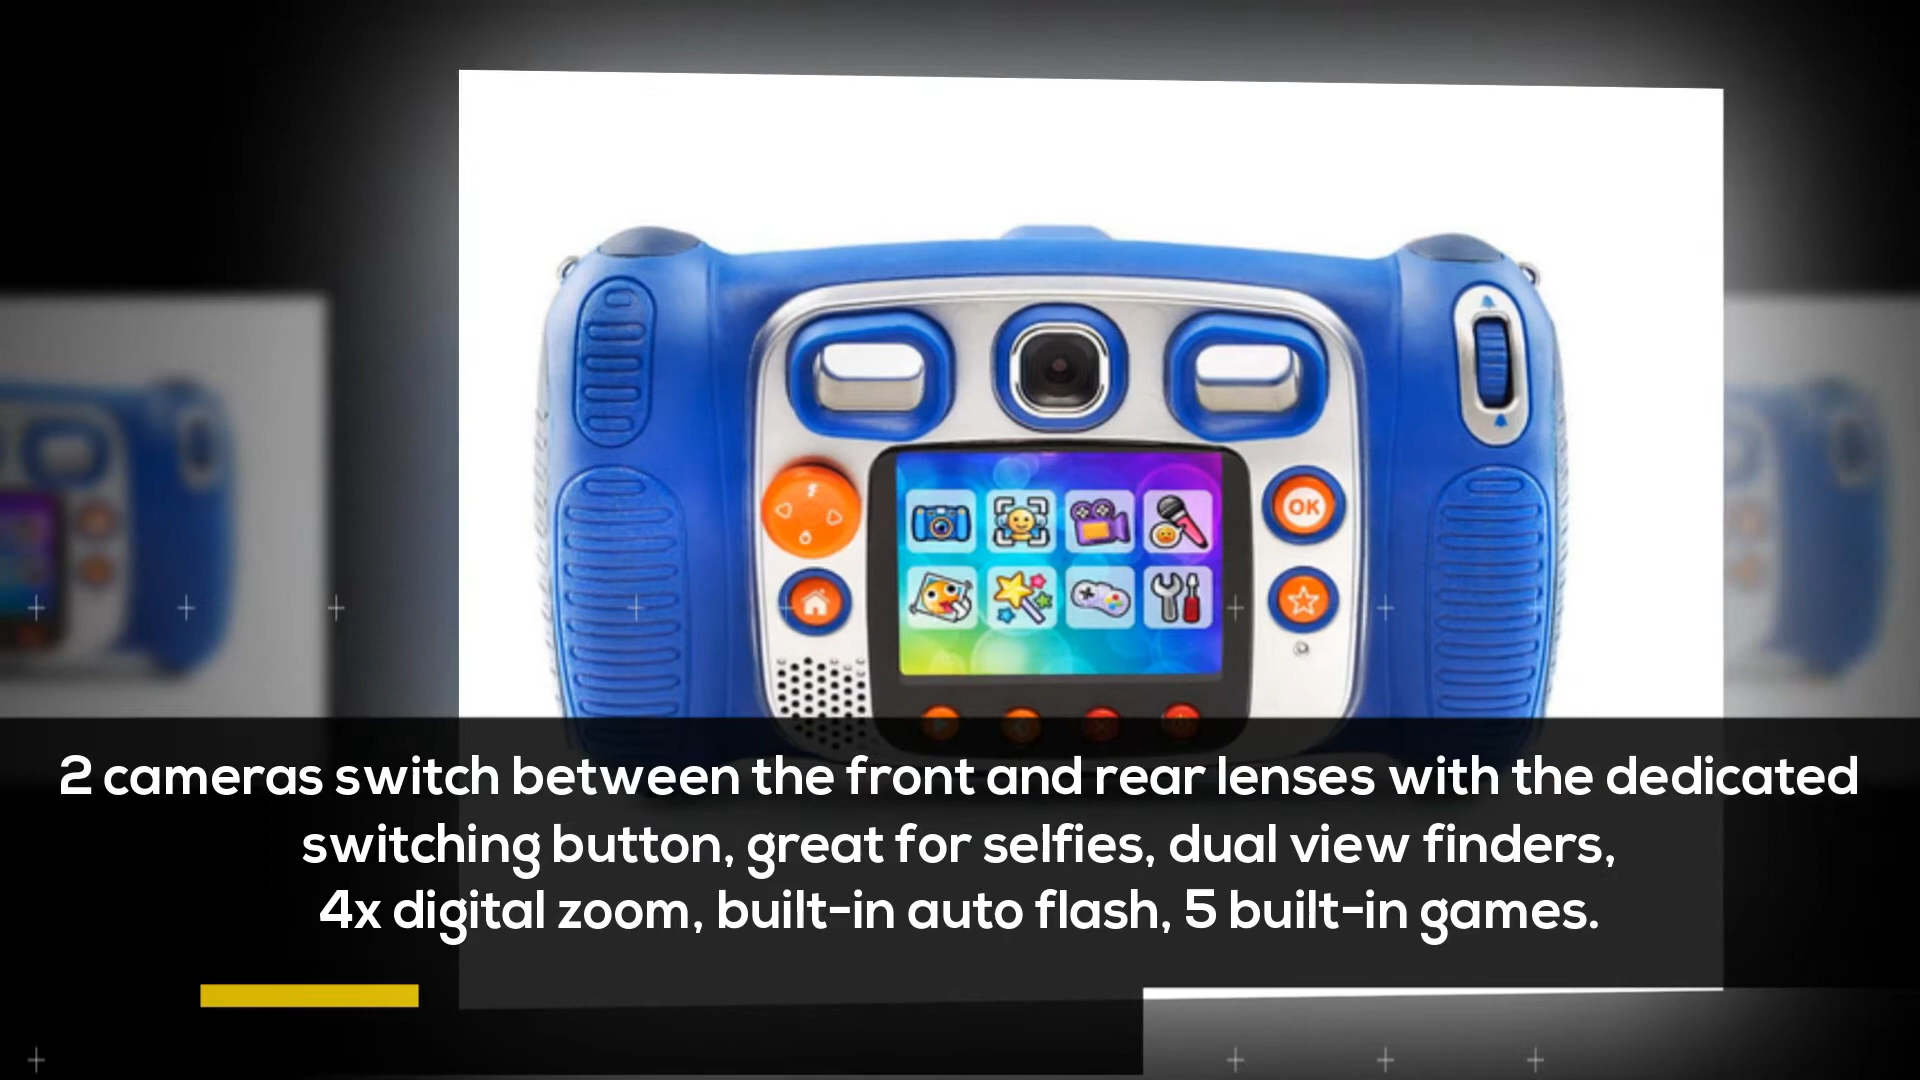 OK
2 cameras switch between the front and rear lenses with the dedicated
switching button, great for selfies, dual view finders,
4x digital zoom, built-in auto flash, 5 built-in games.